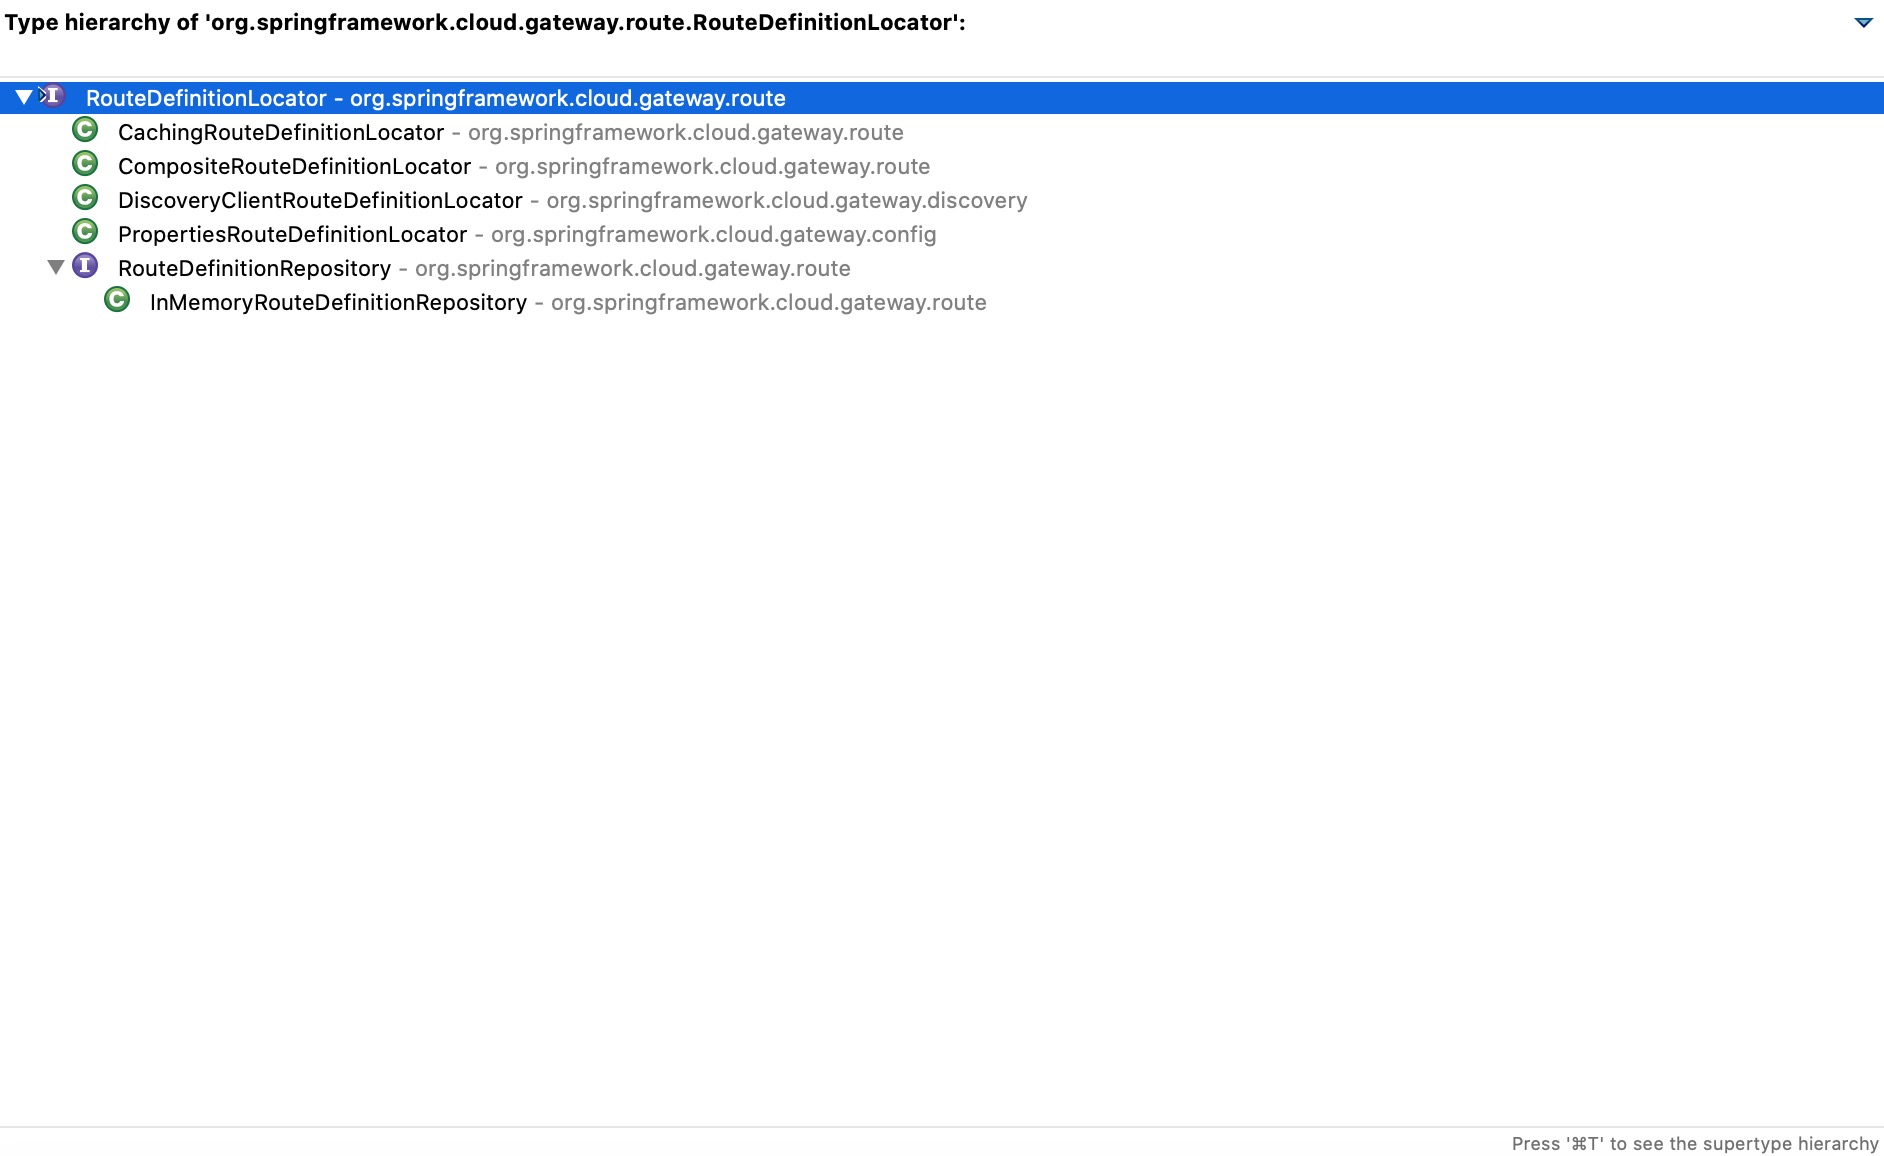 Type hierarchy of 'org.springframework.cloud.gateway.route.RouteDefinitionLocator':
RouteDefinitionLocator - org.springframework.cloud.gateway.route
CachingRouteDefinitionLocator - org.springframework.cloud.gateway.route
CompositeRouteDefinitionLocator - org.springframework.cloud.gateway.route
DiscoveryClientRouteDefinitionLocator - org.springframework.cloud.gateway.discovery
PropertiesRouteDefinitionLocator - org.springframework.cloud.gateway.config
RouteDefinitionRepository - org.springframework.cloud.gateway.route
InMemoryRouteDefinitionRepository - org.springframework.cloud.gateway.route
Press '⌘T' to see the supertype hierarchy